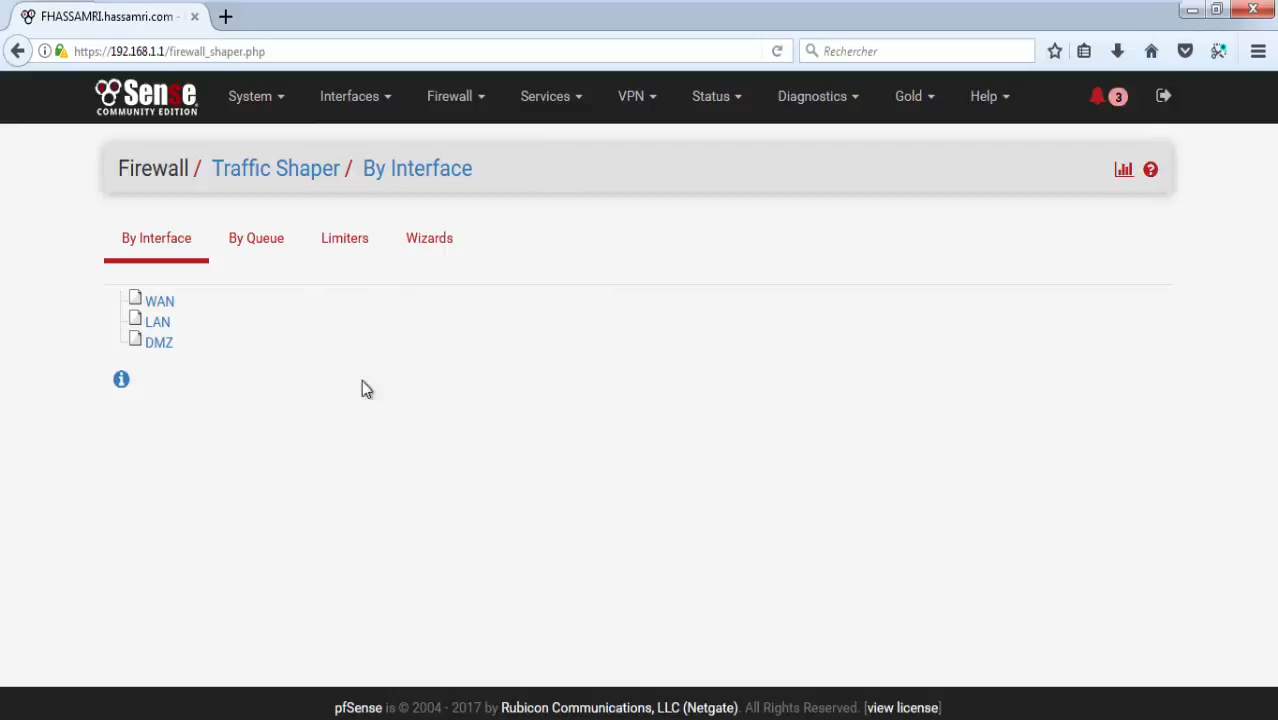 FHASSAMRI.hassamri.com -
https://192.168.1.1/firewall_shaper.php
Rechercher
Sense
COMMUNITY EDITION
System
Interfaces
Firewall
Services
VPN
Status
Diagnostics
Gold
Help
3
Firewall / Traffic Shaper / By Interface
By Interface
By Queue
Limiters
Wizards
WAN
LAN
DMZ
pfSense is © 2004 - 2017 by Rubicon Communications, LLC (Netgate). All Rights Reserved. [view license]